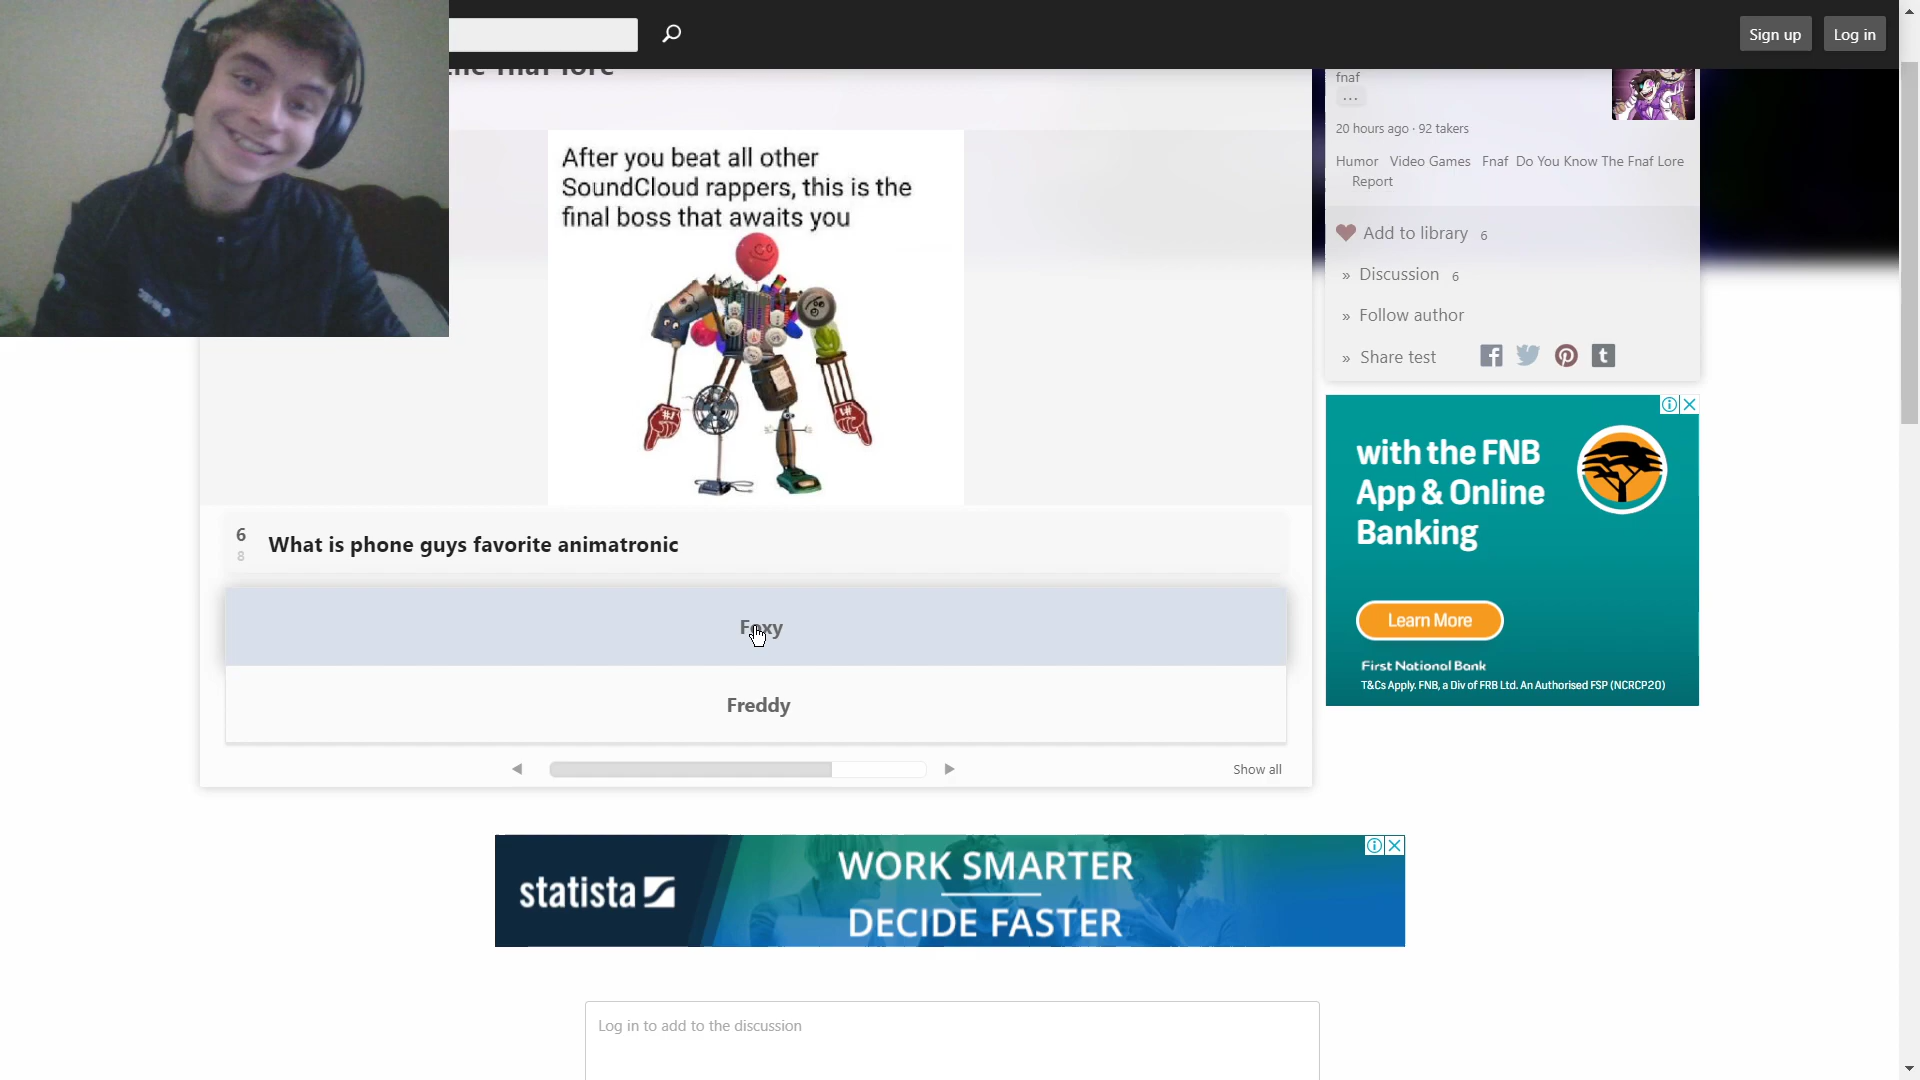 Sign up
Log in
After you beat all other
SoundCloud rappers, this is the
final boss that awaits you
6
8
What is phone guys favorite animatronic
Foxy
Freddy
Show all
fnaf
...
20 hours ago · 92 takers
Humor Video Games Fnaf Do You Know The Fnaf Lore
Report
Add to library 6
» Discussion 6
» Follow author
» Share test
with the FNB
App & Online
Banking
Learn More
First National Bank
T&Cs Apply. FNB, a Div of FRB Ltd. An Authorised FSP (NCRCP20)
statista
WORK SMARTER
DECIDE FASTER
Log in to add to the discussion